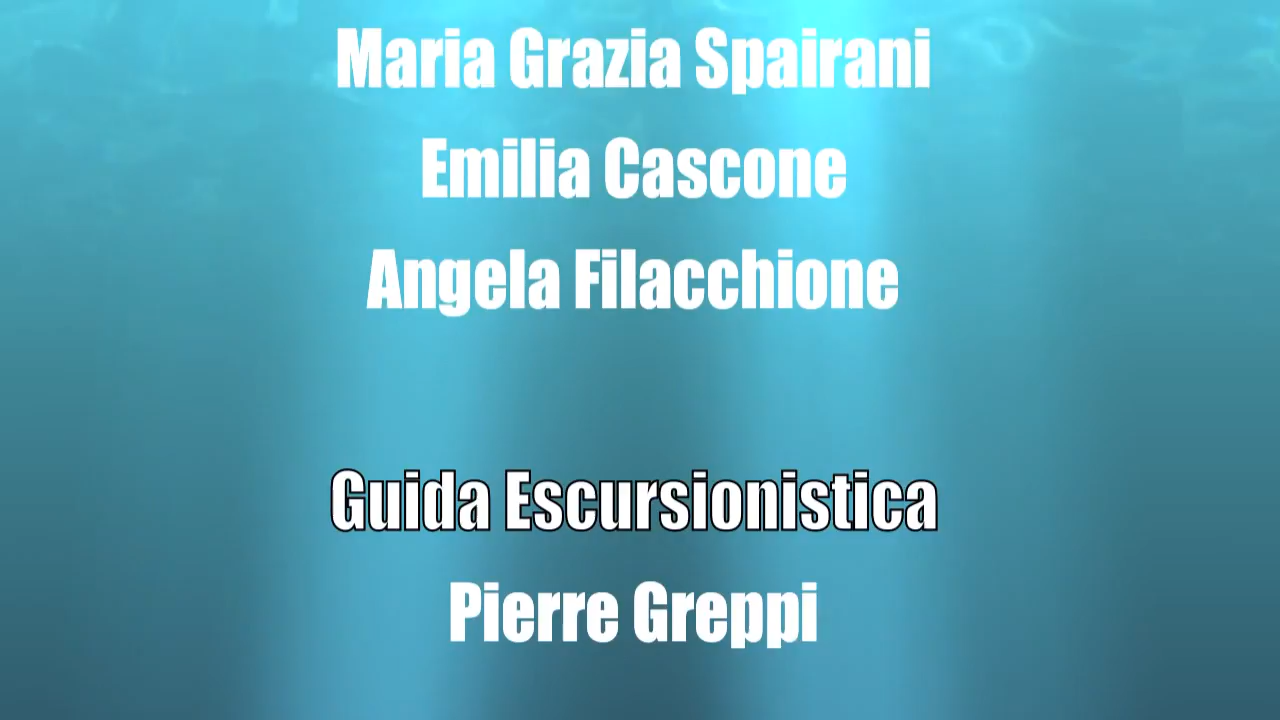 Maria Grazia Spairani
Emilia Cascone
Angela Filacchione
Guida Escursionistica
Pierre Greppi